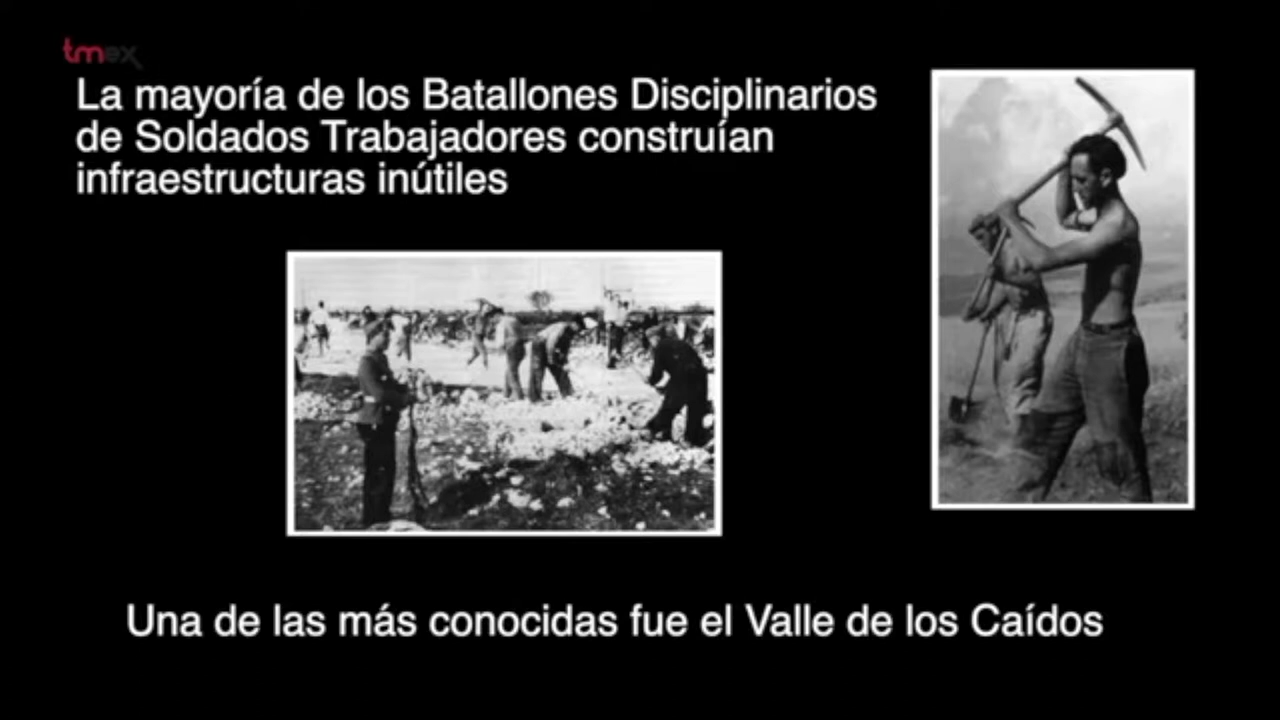 tmex
La mayoría de los Batallones Disciplinarios
de Soldados Trabajadores construían
infraestructuras inútiles
Una de las más conocidas fue el Valle de los Caídos